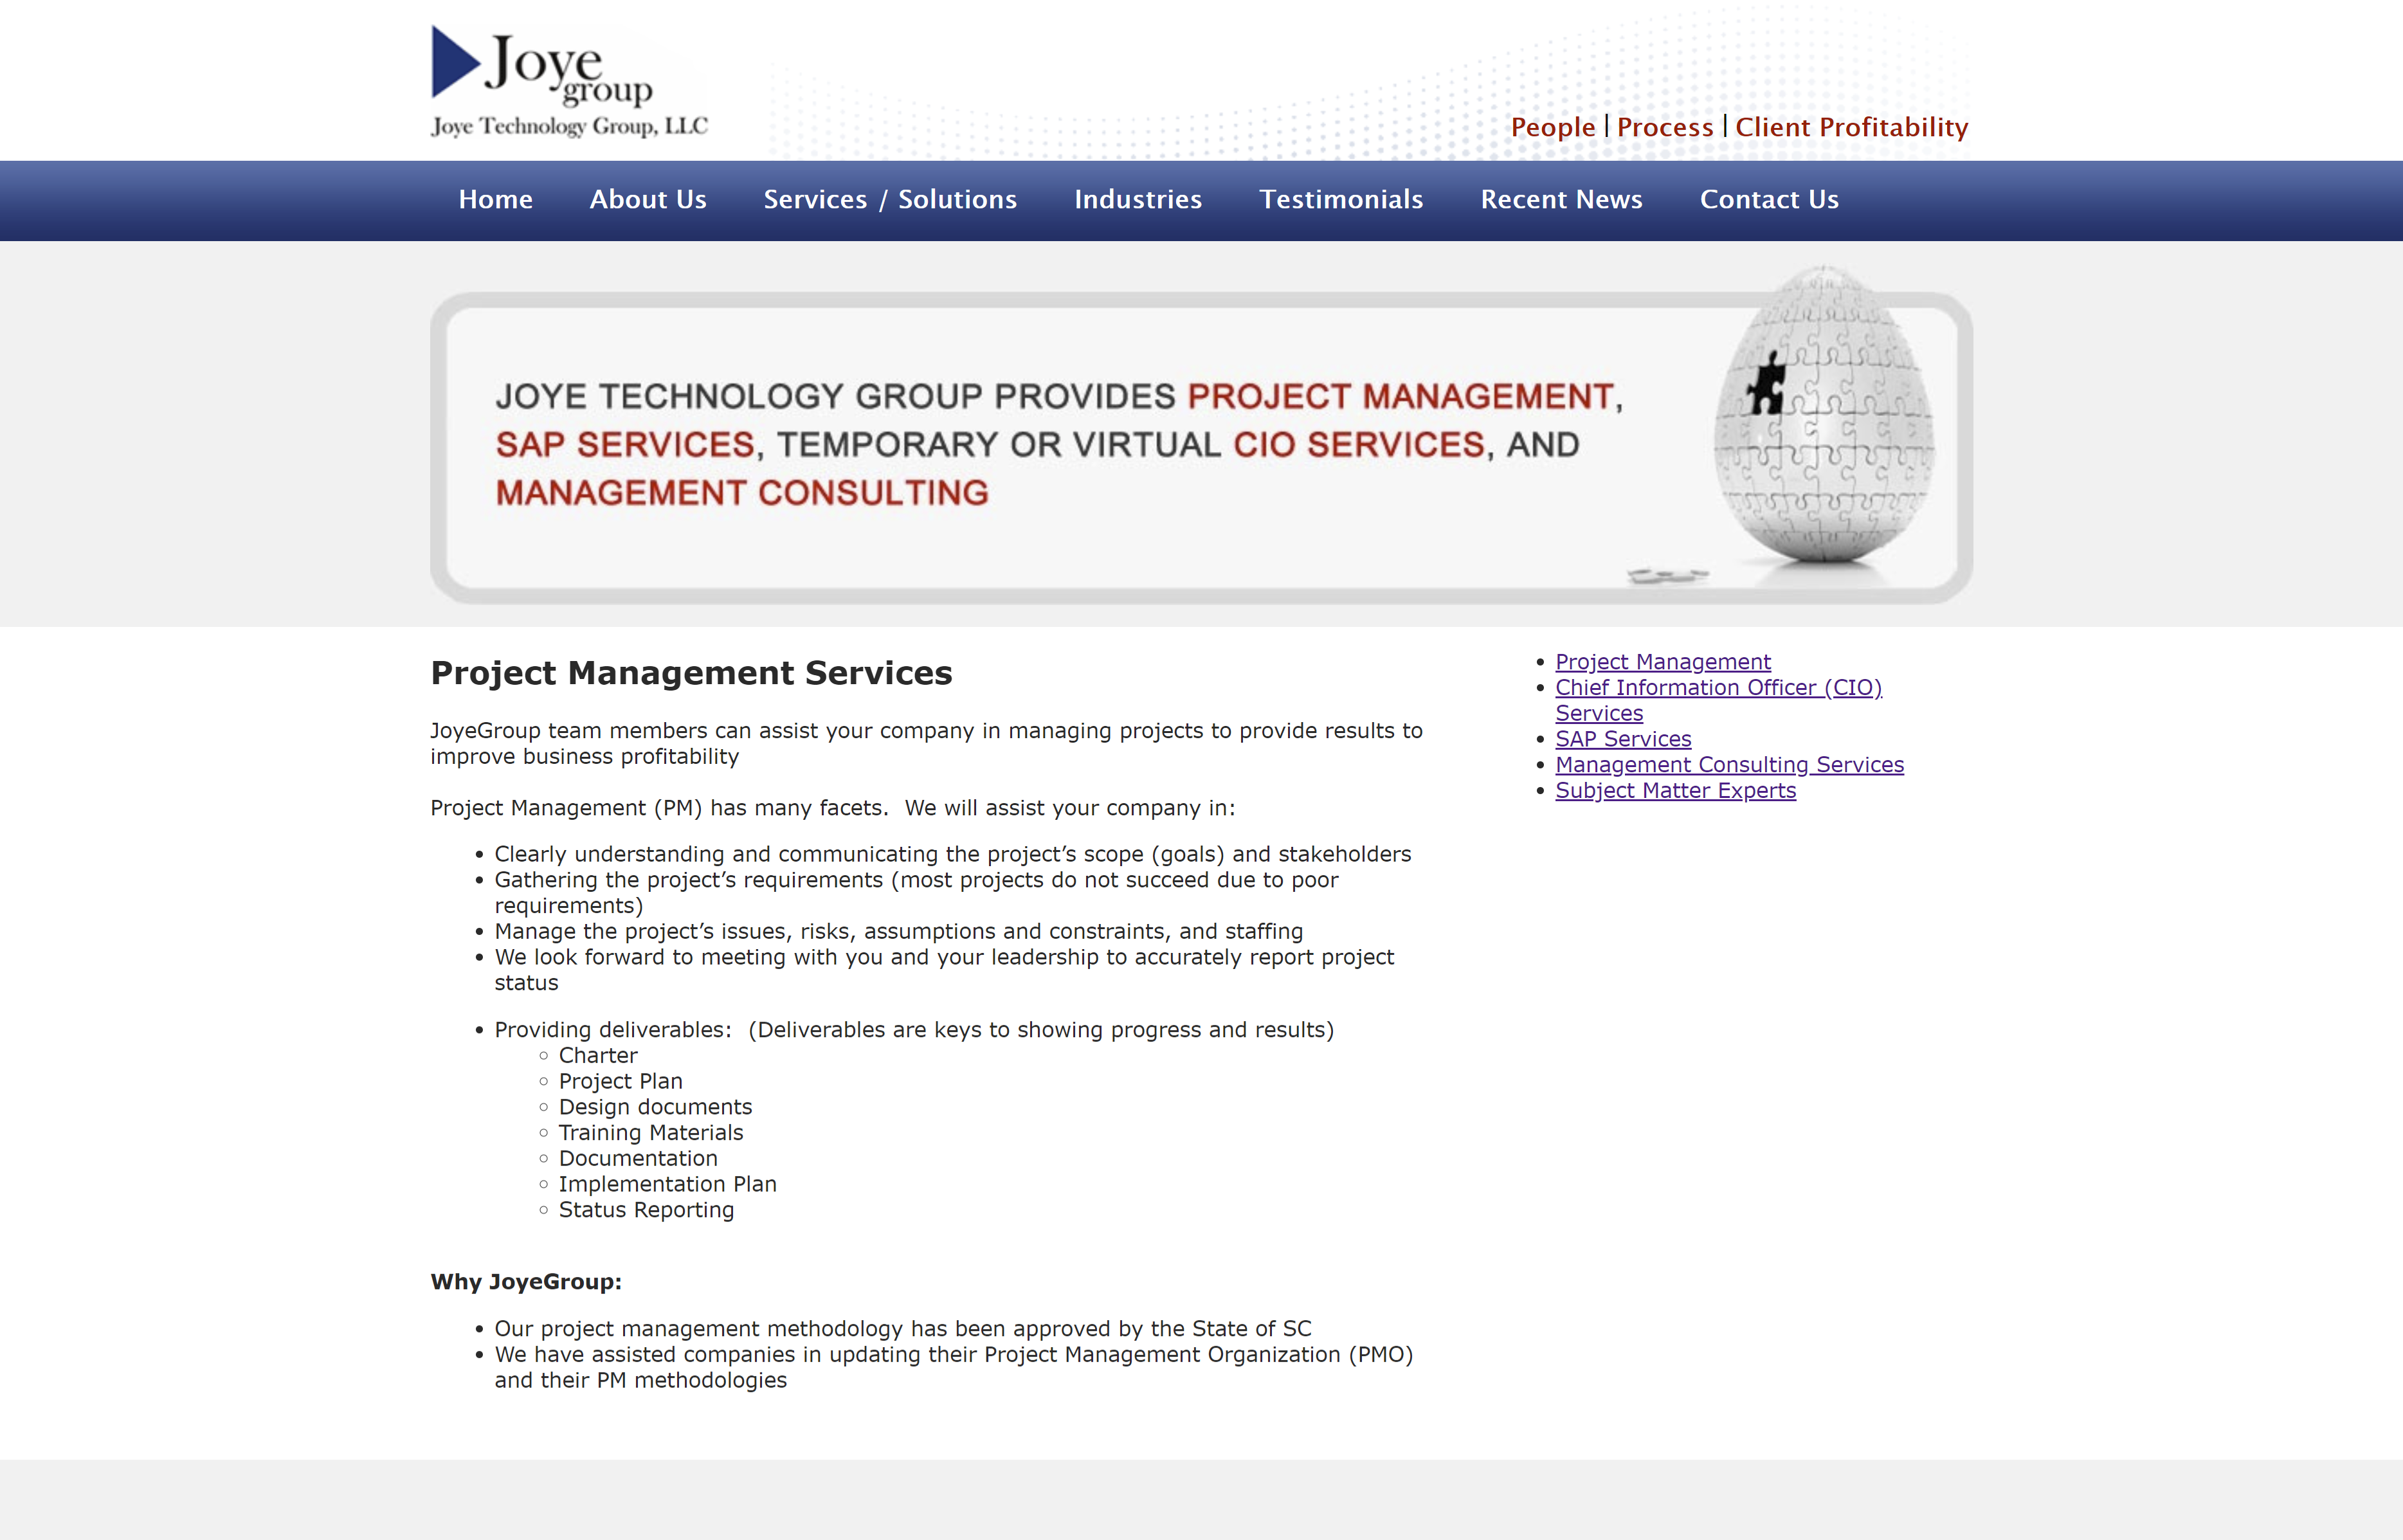 Joye
group
Joye Technology Group, LLC
People | Process | Client Profitability
Home About Us Services / Solutions Industries Testimonials Recent News Contact Us
JOYE TECHNOLOGY GROUP PROVIDES PROJECT MANAGEMENT,
SAP SERVICES, TEMPORARY OR VIRTUAL CIO SERVICES, AND
MANAGEMENT CONSULTING
Project Management Services
JoyeGroup team members can assist your company in managing projects to provide results to
improve business profitability
Project Management (PM) has many facets.  We will assist your company in:
• Clearly understanding and communicating the project’s scope (goals) and stakeholders
• Gathering the project’s requirements (most projects do not succeed due to poor
requirements)
• Manage the project’s issues, risks, assumptions and constraints, and staffing
• We look forward to meeting with you and your leadership to accurately report project
status
• Providing deliverables:  (Deliverables are keys to showing progress and results)
◦ Charter
◦ Project Plan
◦ Design documents
◦ Training Materials
◦ Documentation
◦ Implementation Plan
◦ Status Reporting
Why JoyeGroup:
• Our project management methodology has been approved by the State of SC
• We have assisted companies in updating their Project Management Organization (PMO)
and their PM methodologies
• Project Management
• Chief Information Officer (CIO)
Services
• SAP Services
• Management Consulting Services
• Subject Matter Experts